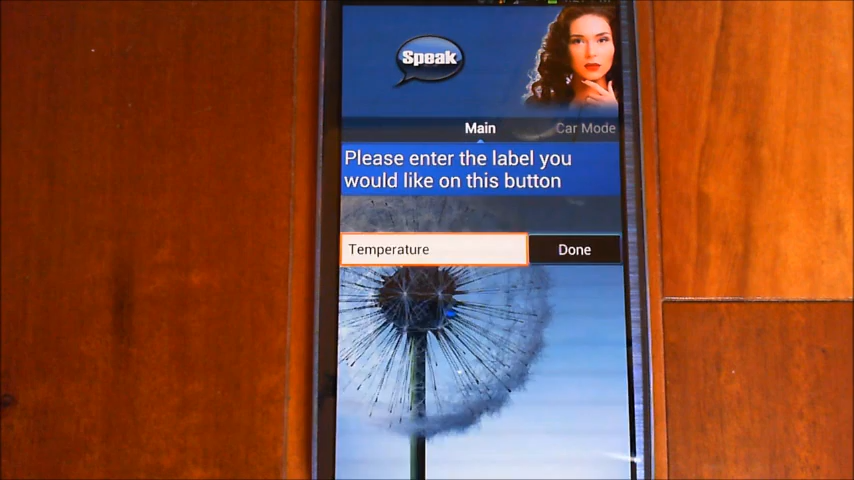 Speak
Main Car Mode
Please enter the label you
would like on this button
Temperature Done